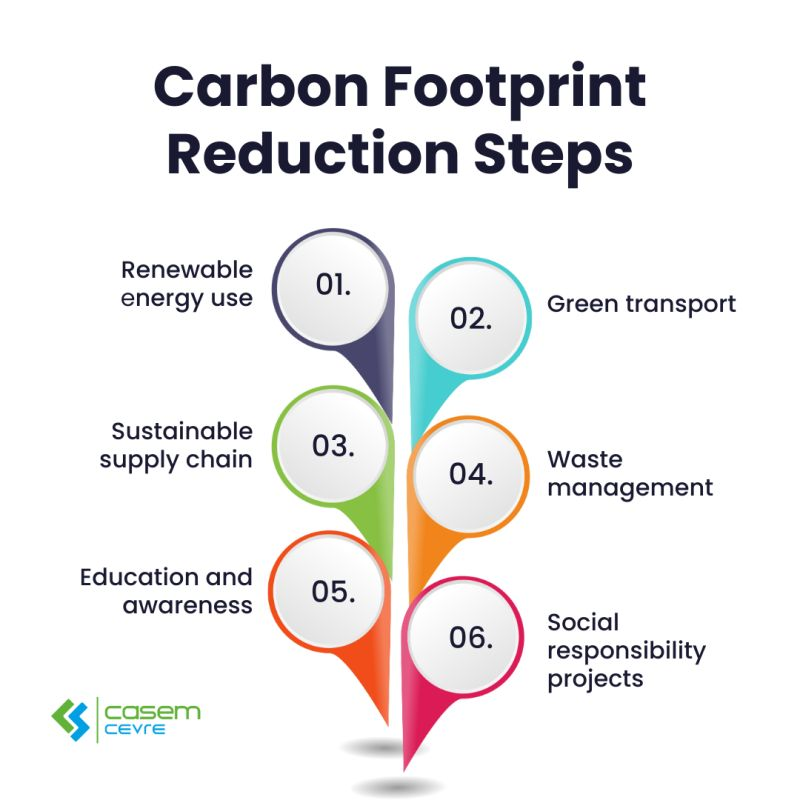 Carbon Footprint
Reduction Steps
01.
Renewable
energy use
02.
Green transport
03.
Sustainable
supply chain
04.
Waste
management
05.
Education and
awareness
06.
Social
responsibility
projects
casem
CEVRE